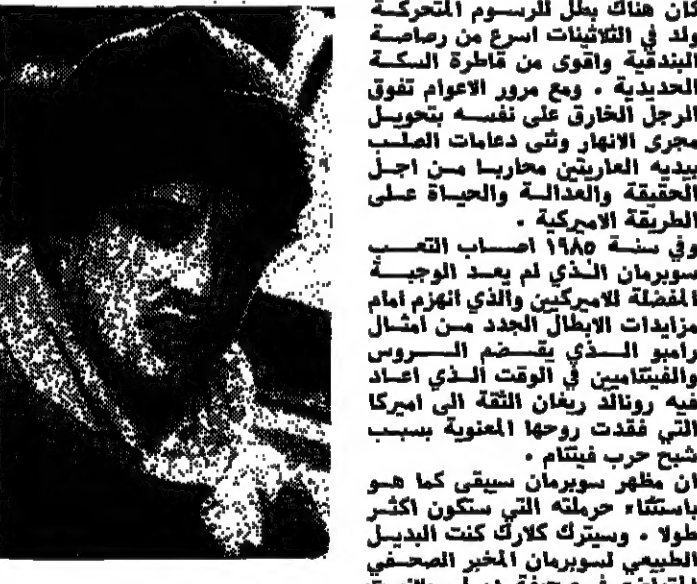 كان هناك بطل للرسوم المتحركة
ولد في الثلاثينات اسرع من رصاصة
البندقية واقوى من قاطرة السكة
الحديدية . ومع مرور الاعوام تفوق
الرجل الخارق على نفسه بتحويل
مجرى الانهار وثنى دعامات الصلب
بيديه العاريتين محاربا من اجل
الحقيقة والعدالة والحياة على
الطريقة الاميركية .
وفي سنة ١٩٨٥ اصاب التعب
سوبرمان الذي لم يعد الوجبة
المفضلة للاميركيين والذي انهزم امام
مزايدات الابطال الجدد من امثال
رامبو الذي يقضم الروس
والفيتناميين في الوقت الذي اعاد
فيه رونالد ريغان الثقة الى اميركا
التي فقدت روحها المعنوية بسبب
شبح حرب فيتنام .
ان مظهر سوبرمان سيبقى كما هو
باستثناء حرملته التي ستكون اكثر
طولا . وسيترك كلارك كنت البديل
الطبيعي لسوبرمان المخبر الصحفي